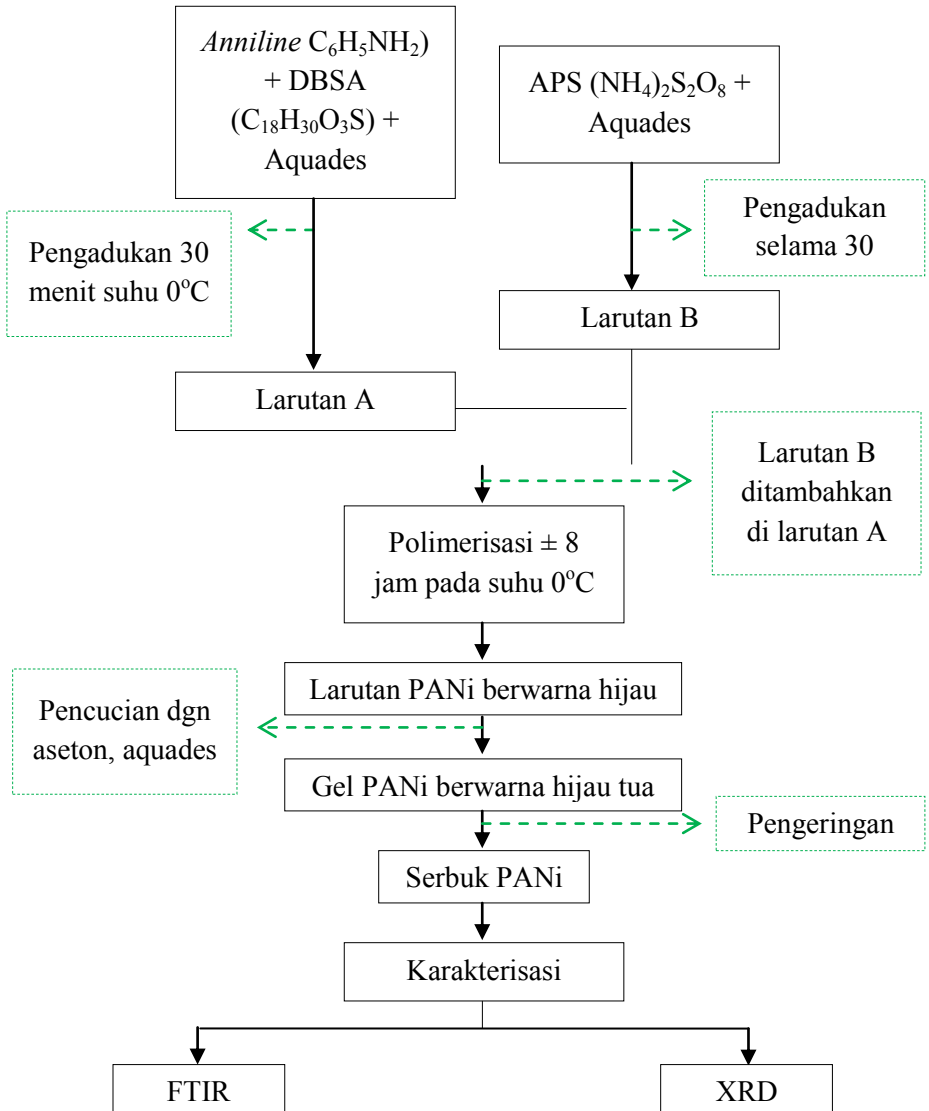 Anniline C₆H₅NH₂)
+ DBSA
(C₁₈H₃₀O₃S) +
Aquades
APS (NH₄)₂S₂O₈ +
Aquades
Pengadukan 30
menit suhu 0°C
Pengadukan
selama 30
Larutan B
Larutan A
Larutan B
ditambahkan
di larutan A
Polimerisasi ± 8
jam pada suhu 0°C
Larutan PANi berwarna hijau
Pencucian dgn
aseton, aquades
Gel PANi berwarna hijau tua
Pengeringan
Serbuk PANi
Karakterisasi
FTIR
XRD